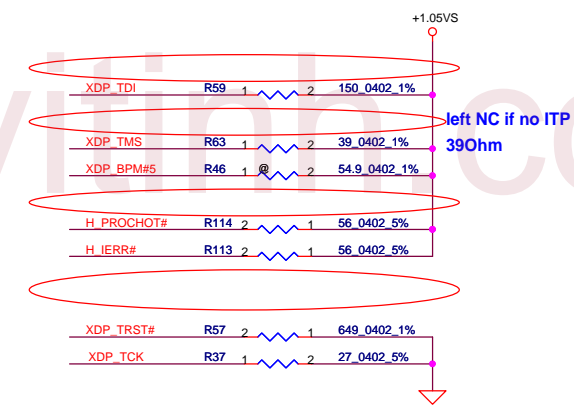 +1.05VS
XDP_TDI R59 1 2 150_0402_1%
left NC if no ITP
XDP_TMS R63 1 2 39_0402_1% 39Ohm
XDP_BPM#5 R46 1 @ 2 54.9_0402_1%
H_PROCHOT# R114 2 1 56_0402_5%
H_IERR# R113 2 1 56_0402_5%
XDP_TRST# R57 2 1 649_0402_1%
XDP_TCK R37 1 2 27_0402_5%